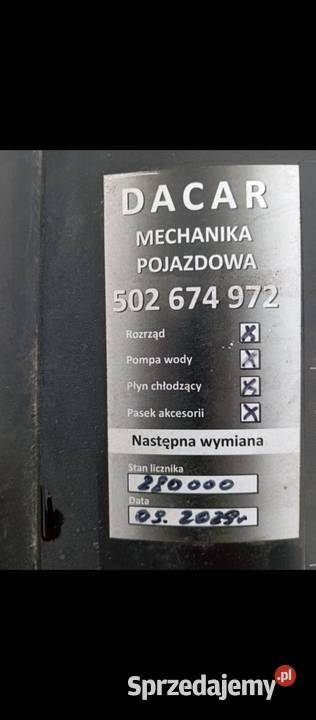 DACAR
MECHANIKA
POJAZDOWA
502 674 972
Rozrząd X
Pompa wody X
Płyn chłodzący X
Pasek akcesorii X
Następna wymiana
Stan licznika
280000
Data
09. 2029r
Sprzedajemy.pl